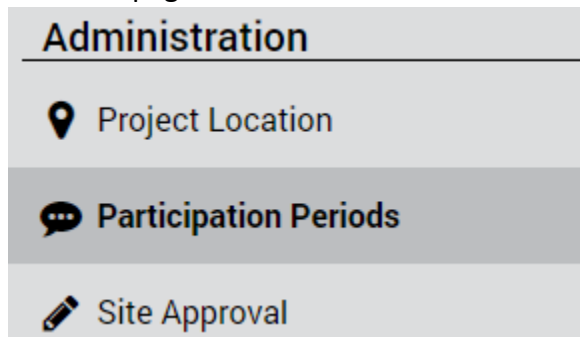 Administration
Project Location
Participation Periods
Site Approval